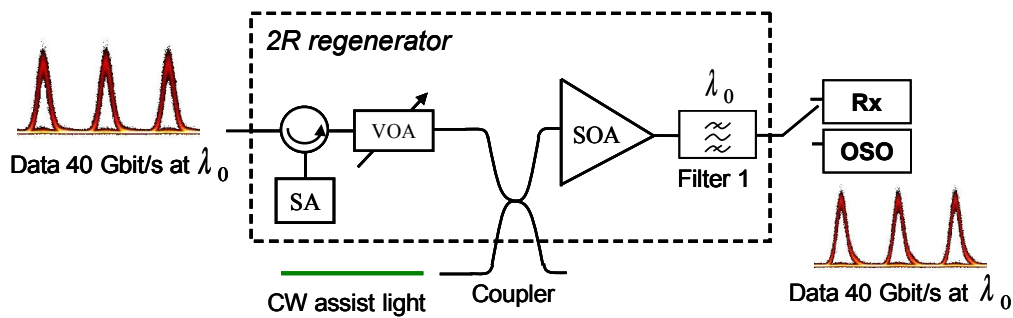 2R regenerator
Data 40 Gbit/s at λ0
SA
VOA
CW assist light
Coupler
SOA
λ0
Filter 1
Rx
OSO
Data 40 Gbit/s at λ0